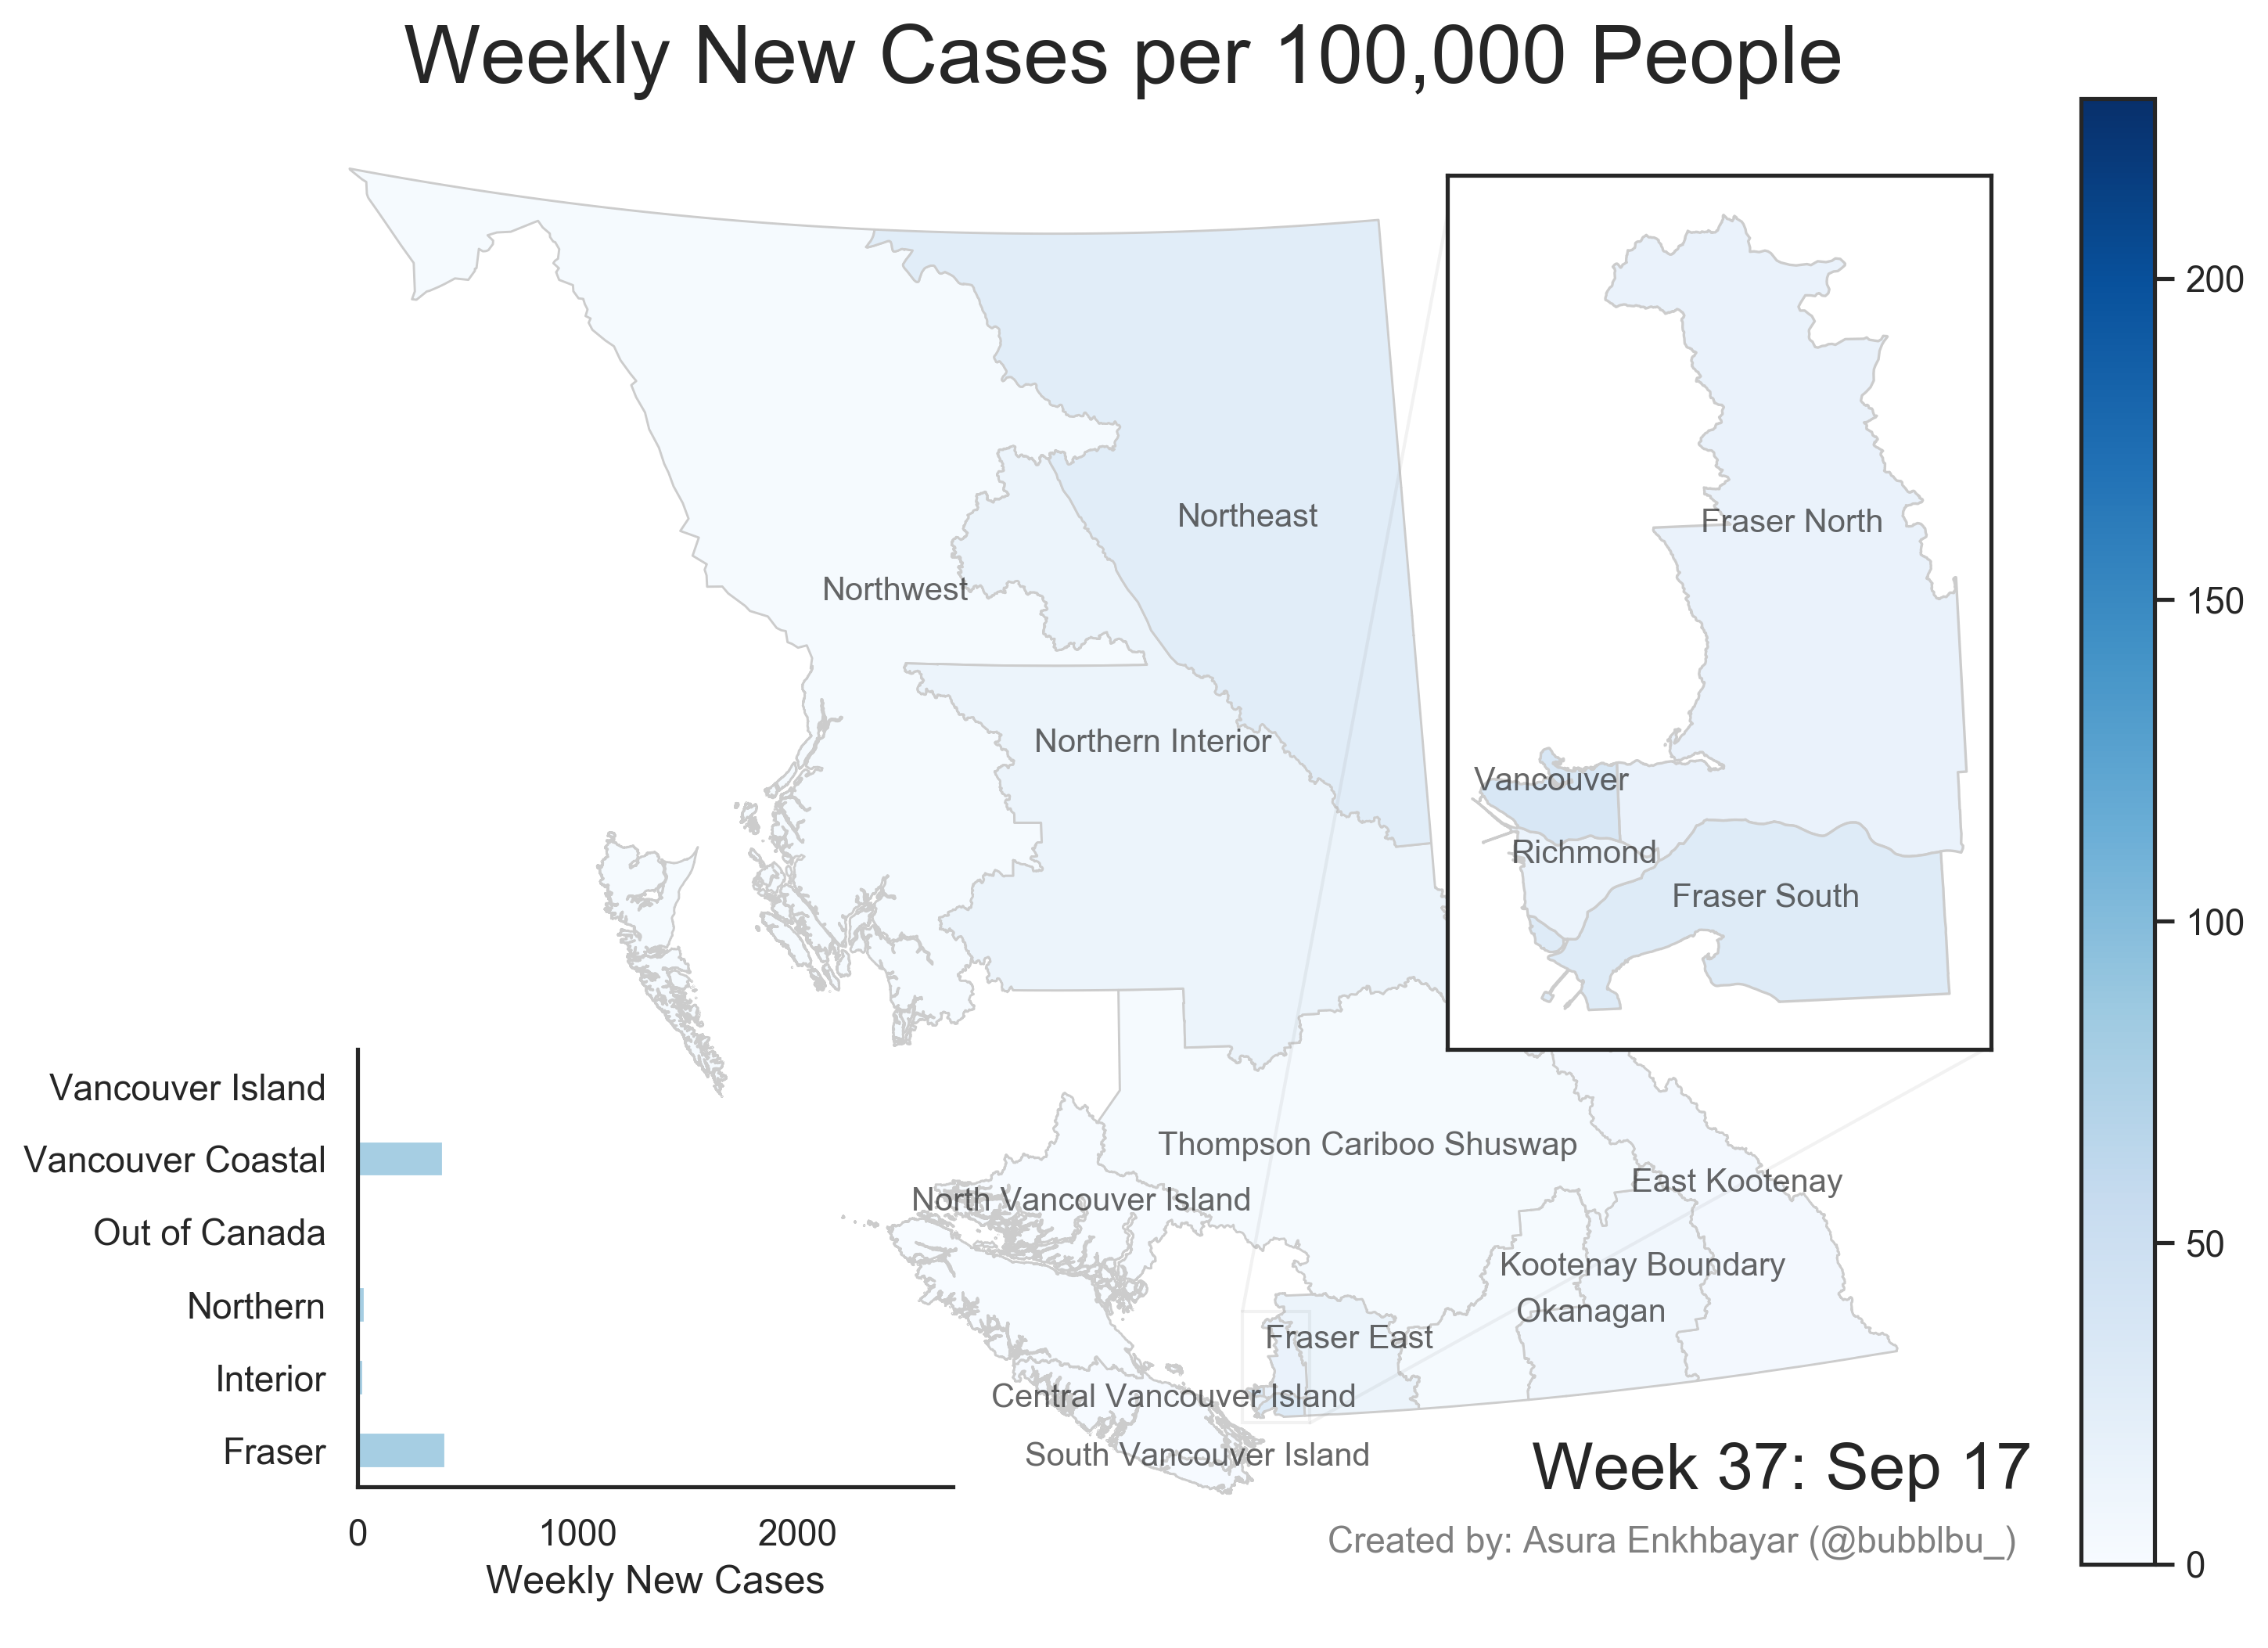 Weekly New Cases per 100,000 People
200
150
100
50
0
Northeast
Northwest
Northern Interior
Fraser North
Vancouver
Richmond
Fraser South
Thompson Cariboo Shuswap
East Kootenay
North Vancouver Island
Kootenay Boundary
Okanagan
Fraser East
Central Vancouver Island
South Vancouver Island
Vancouver Island
Vancouver Coastal
Out of Canada
Northern
Interior
Fraser
0 1000 2000
Weekly New Cases
Week 37: Sep 17
Created by: Asura Enkhbayar (@bubblbu_)